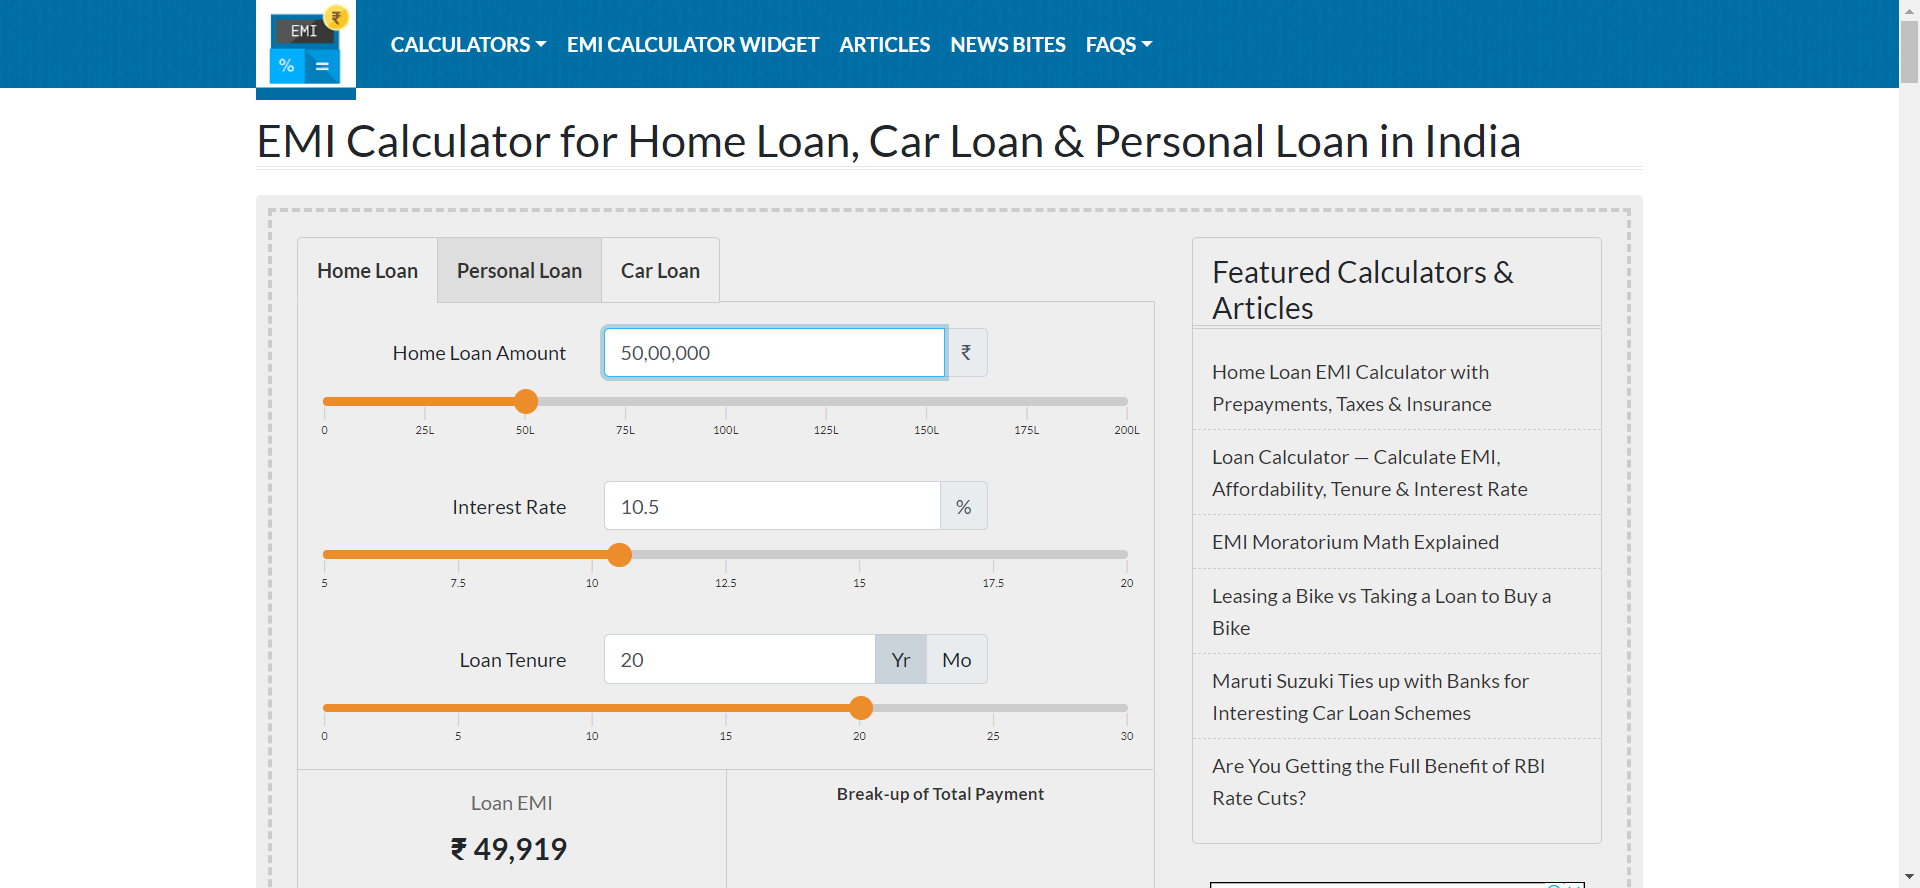 EMI
₹
%
=
CALCULATORS EMI CALCULATOR WIDGET ARTICLES NEWS BITES FAQS
EMI Calculator for Home Loan, Car Loan & Personal Loan in India
Home Loan Personal Loan Car Loan
Home Loan Amount 50,00,000 ₹
0 25L 50L 75L 100L 125L 150L 175L 200L
Interest Rate 10.5 %
5 7.5 10 12.5 15 17.5 20
Loan Tenure 20 Yr Mo
0 5 10 15 20 25 30
Loan EMI
₹ 49,919
Break-up of Total Payment
Featured Calculators &
Articles
Home Loan EMI Calculator with
Prepayments, Taxes & Insurance
Loan Calculator — Calculate EMI,
Affordability, Tenure & Interest Rate
EMI Moratorium Math Explained
Leasing a Bike vs Taking a Loan to Buy a
Bike
Maruti Suzuki Ties up with Banks for
Interesting Car Loan Schemes
Are You Getting the Full Benefit of RBI
Rate Cuts?